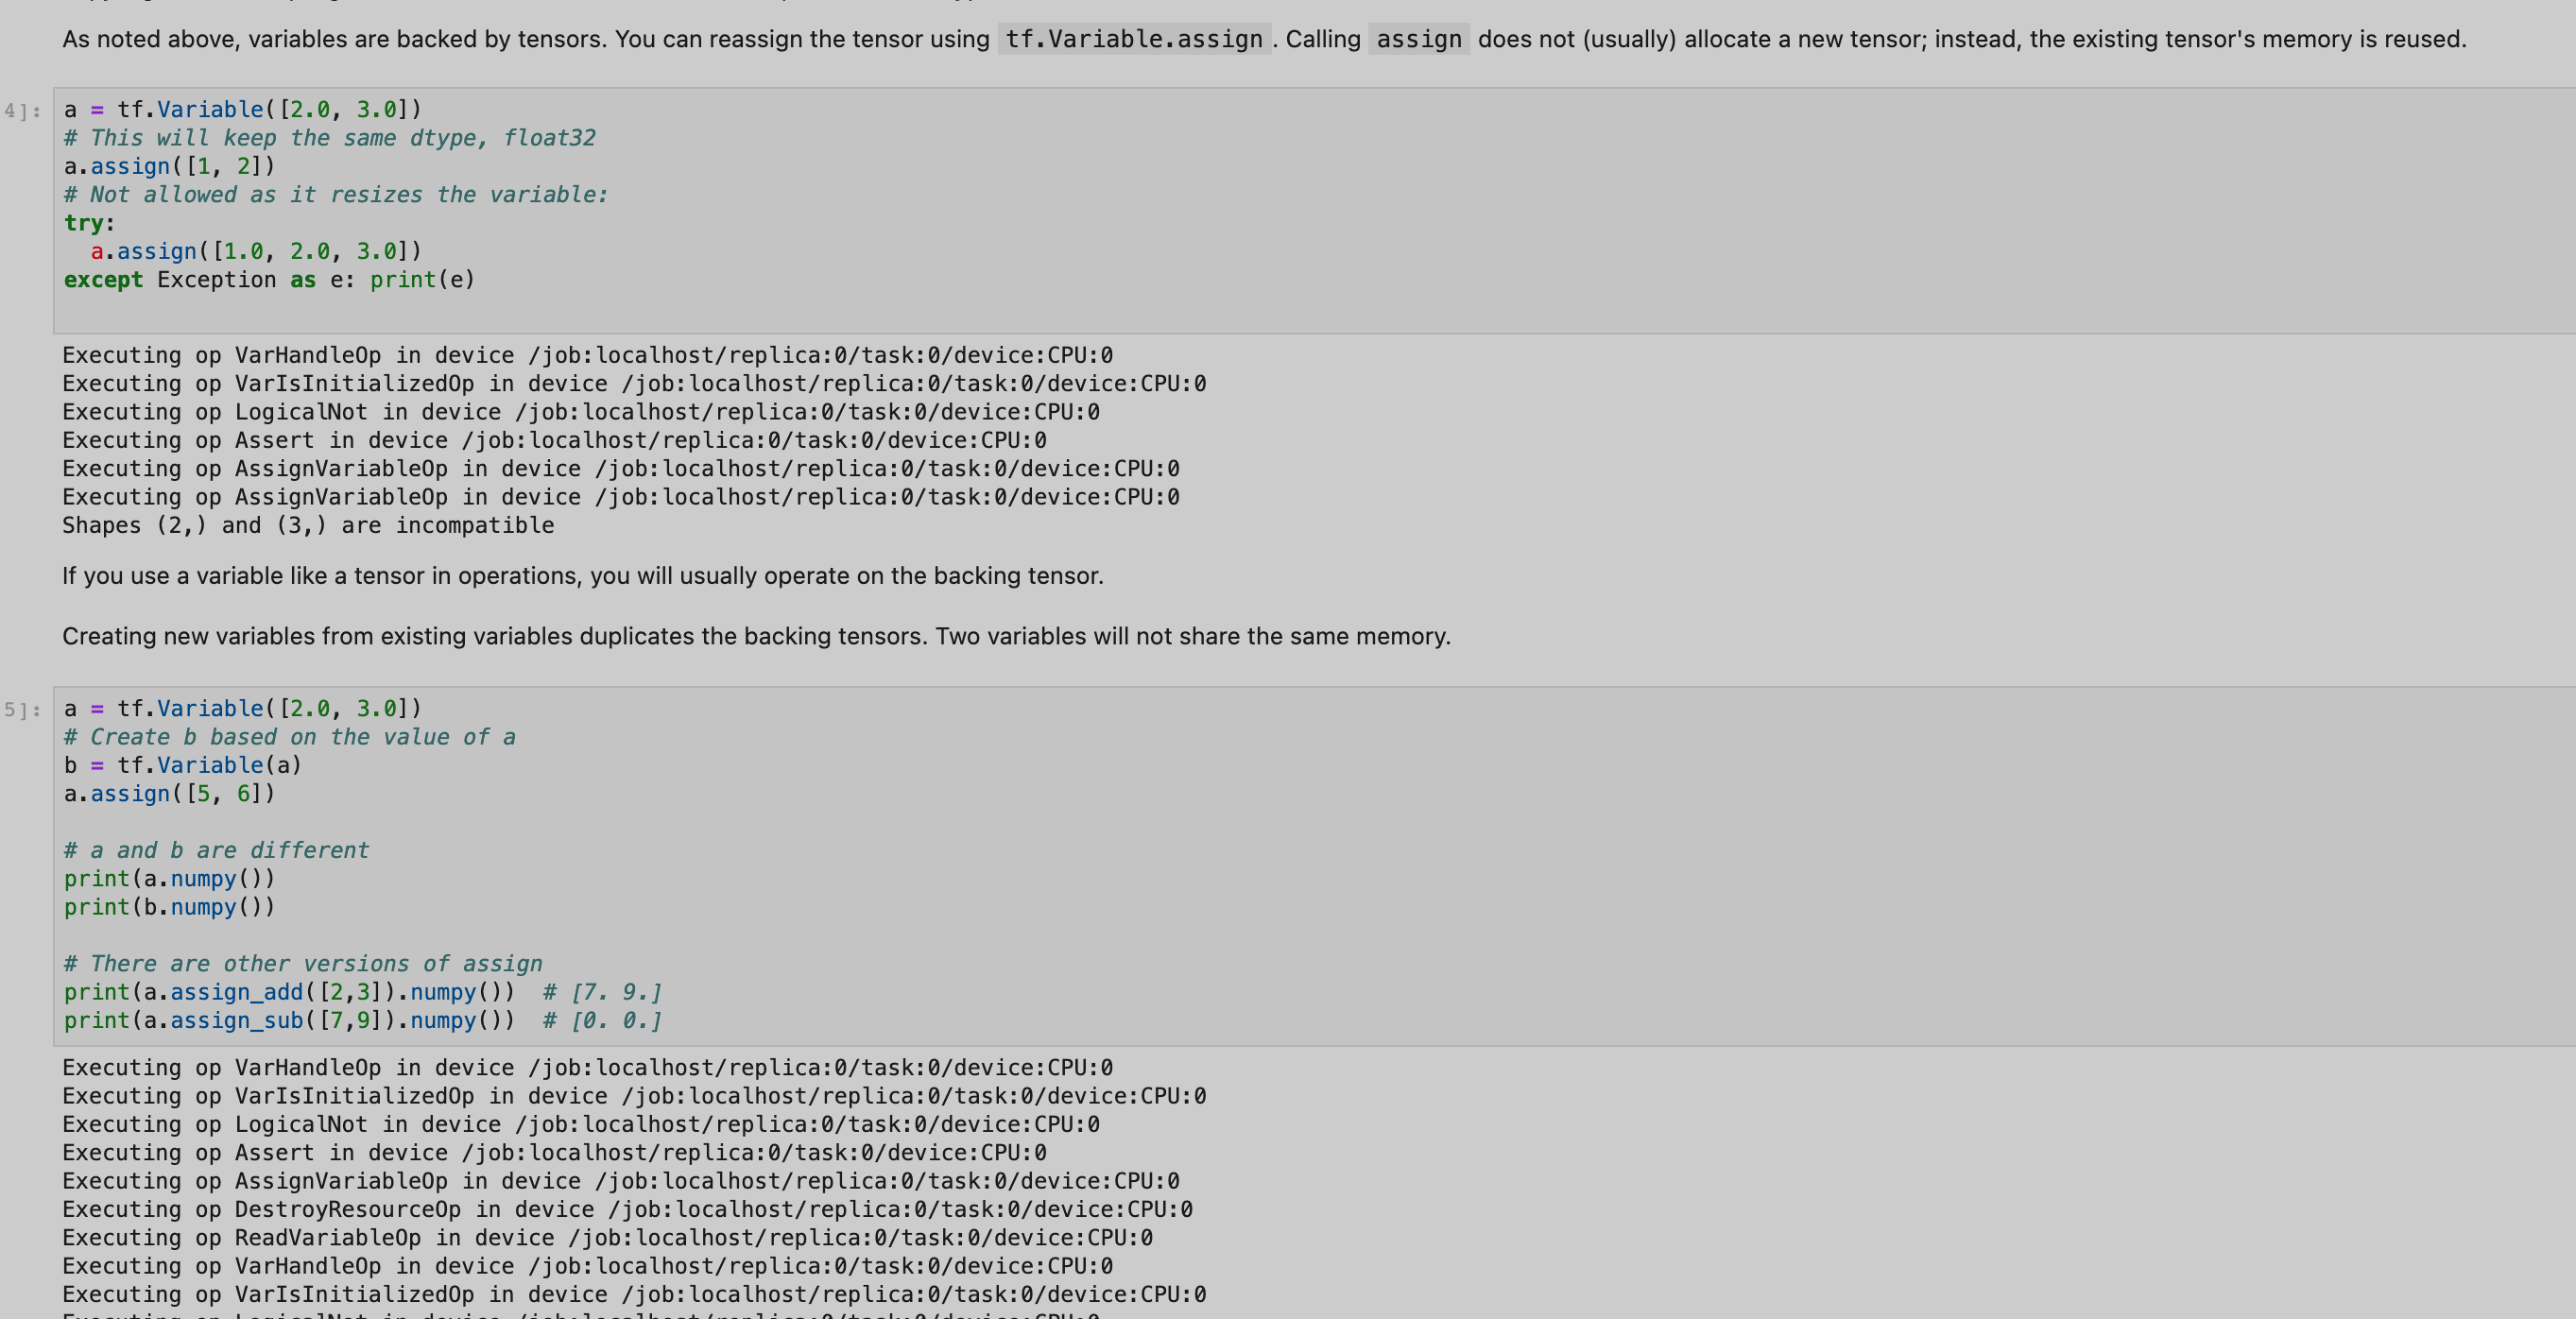 As noted above, variables are backed by tensors. You can reassign the tensor using tf.Variable.assign. Calling assign does not (usually) allocate a new tensor; instead, the existing tensor's memory is reused.
4]:
a = tf.Variable([2.0, 3.0])
# This will keep the same dtype, float32
a.assign([1, 2])
# Not allowed as it resizes the variable:
try:
  a.assign([1.0, 2.0, 3.0])
except Exception as e: print(e)
Executing op VarHandleOp in device /job:localhost/replica:0/task:0/device:CPU:0
Executing op VarIsInitializedOp in device /job:localhost/replica:0/task:0/device:CPU:0
Executing op LogicalNot in device /job:localhost/replica:0/task:0/device:CPU:0
Executing op Assert in device /job:localhost/replica:0/task:0/device:CPU:0
Executing op AssignVariableOp in device /job:localhost/replica:0/task:0/device:CPU:0
Executing op AssignVariableOp in device /job:localhost/replica:0/task:0/device:CPU:0
Shapes (2,) and (3,) are incompatible
If you use a variable like a tensor in operations, you will usually operate on the backing tensor.
Creating new variables from existing variables duplicates the backing tensors. Two variables will not share the same memory.
5]:
a = tf.Variable([2.0, 3.0])
# Create b based on the value of a
b = tf.Variable(a)
a.assign([5, 6])
# a and b are different
print(a.numpy())
print(b.numpy())
# There are other versions of assign
print(a.assign_add([2,3]).numpy())  # [7. 9.]
print(a.assign_sub([7,9]).numpy())  # [0. 0.]
Executing op VarHandleOp in device /job:localhost/replica:0/task:0/device:CPU:0
Executing op VarIsInitializedOp in device /job:localhost/replica:0/task:0/device:CPU:0
Executing op LogicalNot in device /job:localhost/replica:0/task:0/device:CPU:0
Executing op Assert in device /job:localhost/replica:0/task:0/device:CPU:0
Executing op AssignVariableOp in device /job:localhost/replica:0/task:0/device:CPU:0
Executing op DestroyResourceOp in device /job:localhost/replica:0/task:0/device:CPU:0
Executing op ReadVariableOp in device /job:localhost/replica:0/task:0/device:CPU:0
Executing op VarHandleOp in device /job:localhost/replica:0/task:0/device:CPU:0
Executing op VarIsInitializedOp in device /job:localhost/replica:0/task:0/device:CPU:0